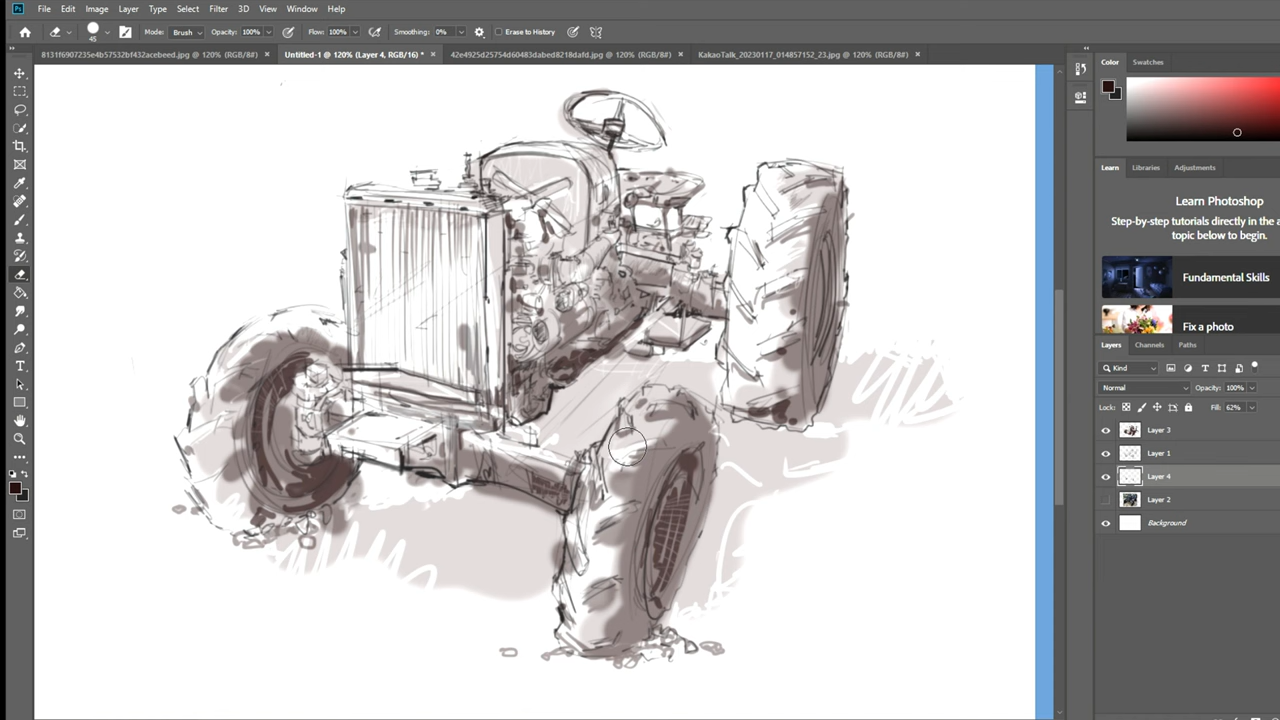 Ps File Edit Image Layer Type Select Filter 3D View Window Help
45 Mode: Brush Opacity: 100% Flow: 100% Smoothing: 0% Erase to History
8131f6907235e4b57532bf432acebeed.jpg @ 120% (RGB/8#) × Untitled-1 @ 120% (Layer 4, RGB/16) * × 42e4925d25754d60483dabed8218dafd.jpg @ 120% (RGB/8#) × KakaoTalk_20230117_014857152_23.jpg @ 120% (RGB/8#) ×
Color Swatches
Learn Libraries Adjustments
Learn Photoshop
Step-by-step tutorials directly in the a
topic below to begin.
Fundamental Skills
Fix a photo
Layers Channels Paths
Kind
Normal Opacity: 100%
Lock: Fill: 62%
Layer 3
Layer 1
Layer 4
Layer 2
Background